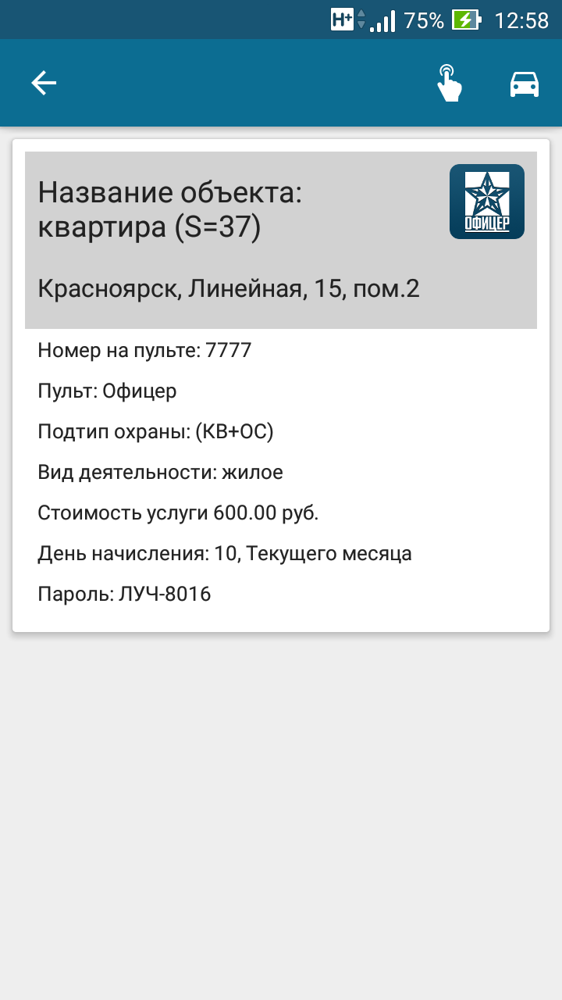 H+ 75% 12:58
Название объекта:
квартира (S=37)
ОФИЦЕР
Красноярск, Линейная, 15, пом.2
Номер на пульте: 7777
Пульт: Офицер
Подтип охраны: (КВ+ОС)
Вид деятельности: жилое
Стоимость услуги 600.00 руб.
День начисления: 10, Текущего месяца
Пароль: ЛУЧ-8016